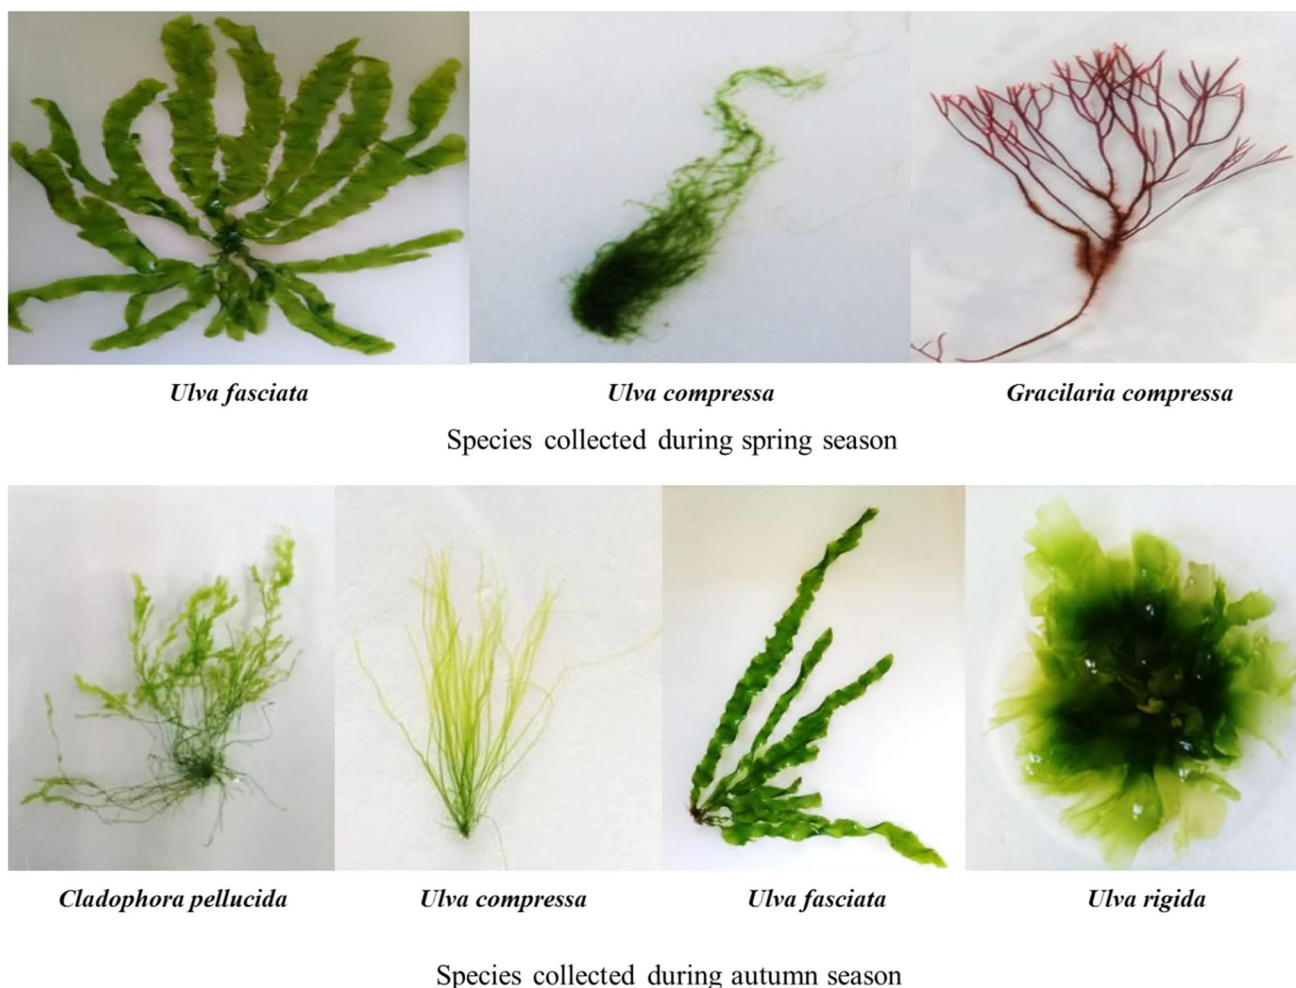 Ulva fasciata
Ulva compressa
Gracilaria compressa
Species collected during spring season
Cladophora pellucida
Ulva compressa
Ulva fasciata
Ulva rigida
Species collected during autumn season